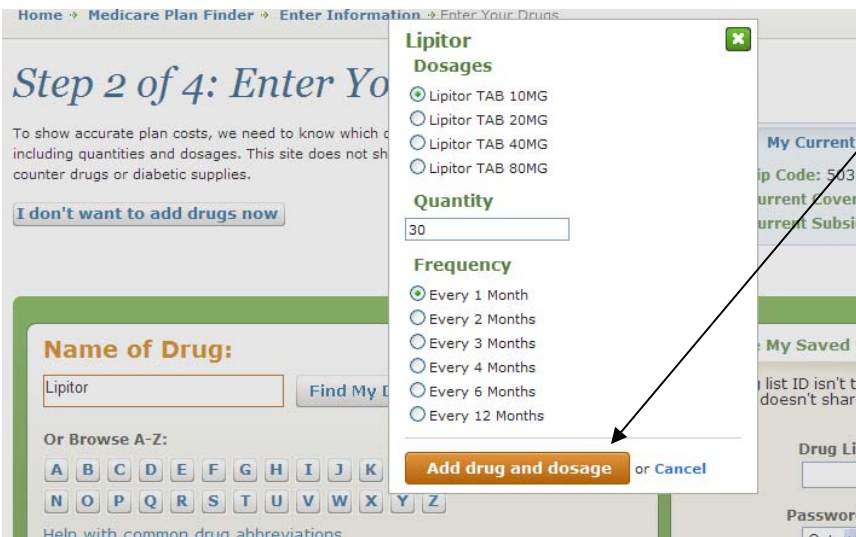 Home → Medicare Plan Finder → Enter Information → Enter Your Drugs
Step 2 of 4: Enter Yo
To show accurate plan costs, we need to know which
including quantities and dosages. This site does not sh
counter drugs or diabetic supplies.
I don't want to add drugs now
Name of Drug:
Lipitor
Find My
Or Browse A-Z:
A B C D E F G H I J K
N O P Q R S T U V W X Y Z
Help with common drug abbreviations
Lipitor
Dosages
Lipitor TAB 10MG
Lipitor TAB 20MG
Lipitor TAB 40MG
Lipitor TAB 80MG
Quantity
30
Frequency
Every 1 Month
Every 2 Months
Every 3 Months
Every 4 Months
Every 6 Months
Every 12 Months
Add drug and dosage or Cancel
My Current
ip Code: 503
urrent Cover
urrent Subsi
My Saved
list ID isn't t
doesn't shar
Drug Li
Passwor